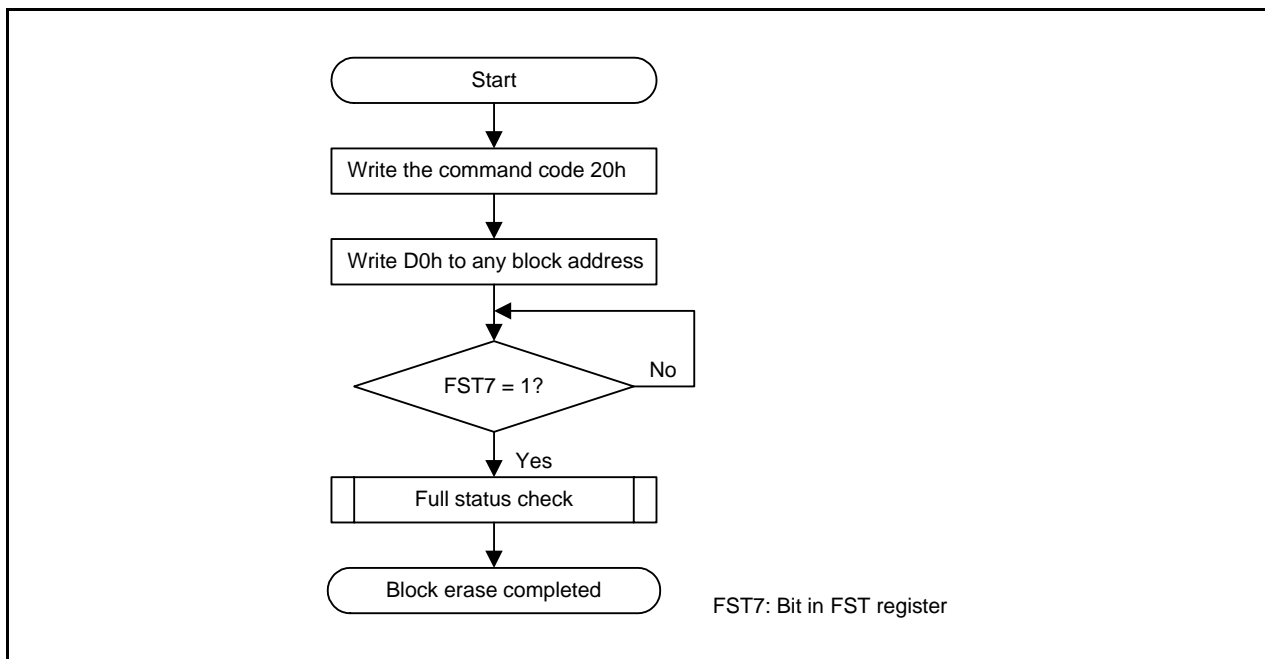 Start
Write the command code 20h
Write D0h to any block address
FST7 = 1?
No
Yes
Full status check
Block erase completed
FST7: Bit in FST register